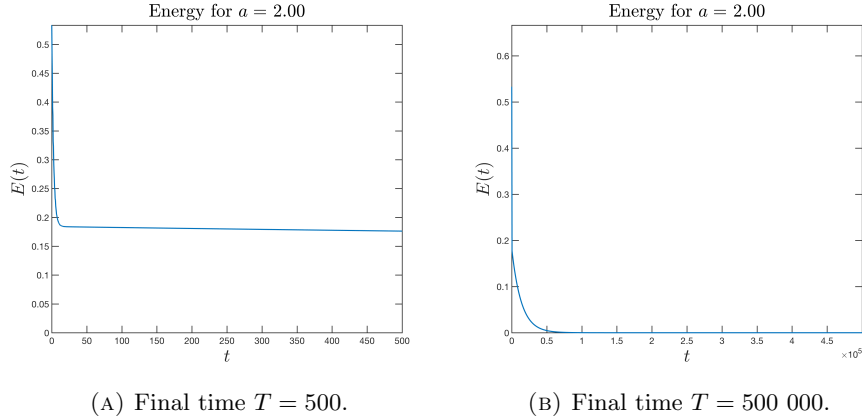 Energy for a = 2.00
E(t)
0.5
0.45
0.4
0.35
0.3
0.25
0.2
0.15
0.1
0.05
0
0 50 100 150 200 250 300 350 400 450 500
t
(A) Final time T = 500.
Energy for a = 2.00
E(t)
0.6
0.5
0.4
0.3
0.2
0.1
0
0 0.5 1 1.5 2 2.5 3 3.5 4 4.5
×10⁵
t
(B) Final time T = 500 000.